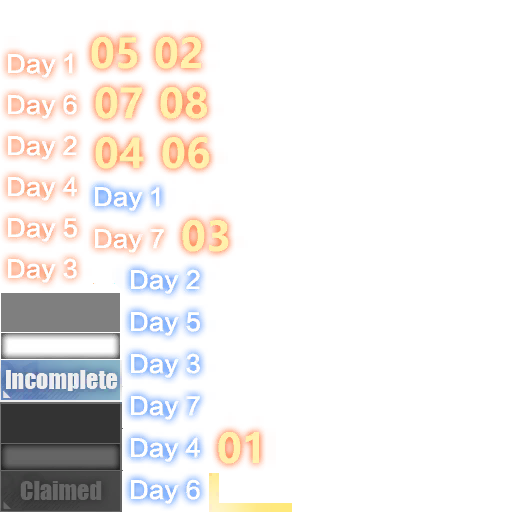 Day 1 05 02
Day 6 07 08
Day 2 04 06
Day 4 Day 1
Day 5 Day 7 03
Day 3 Day 2
Day 5
Day 3
Incomplete
Day 7
Day 4 01
Claimed Day 6